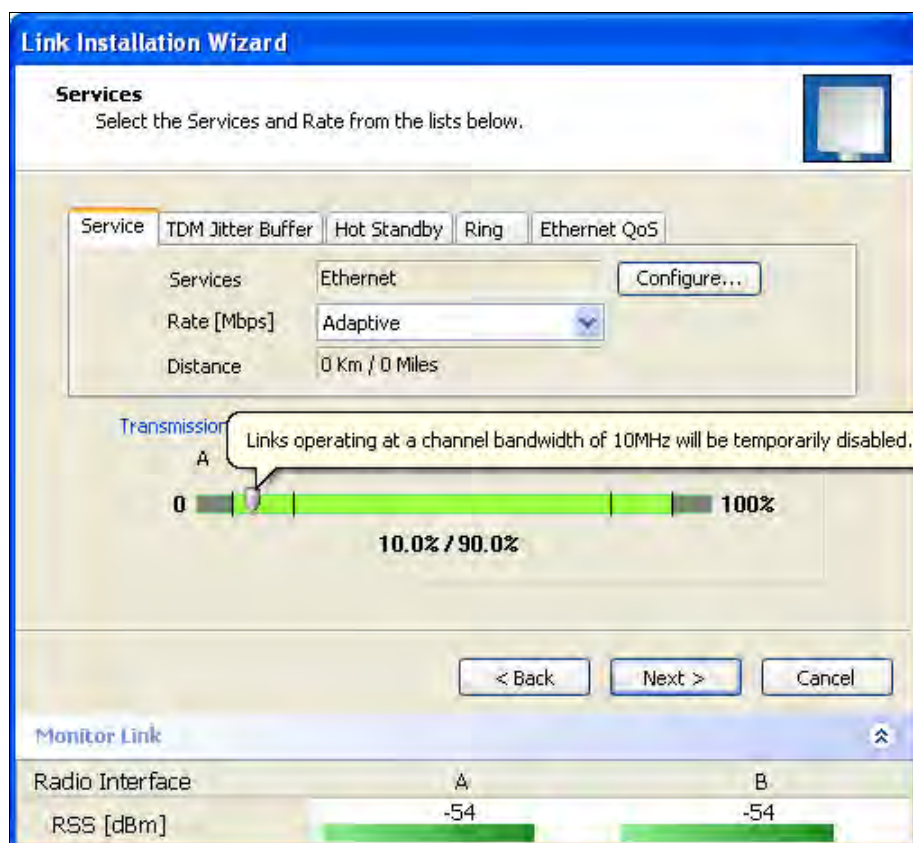 Link Installation Wizard
Services
Select the Services and Rate from the lists below.
Service TDM Jitter Buffer Hot Standby Ring Ethernet QoS
Services Ethernet Configure...
Rate [Mbps] Adaptive
Distance 0 Km / 0 Miles
Transmission
Links operating at a channel bandwidth of 10MHz will be temporarily disabled.
A
0 100%
10.0% / 90.0%
< Back Next > Cancel
Monitor Link
Radio Interface A B
RSS [dBm] -54 -54